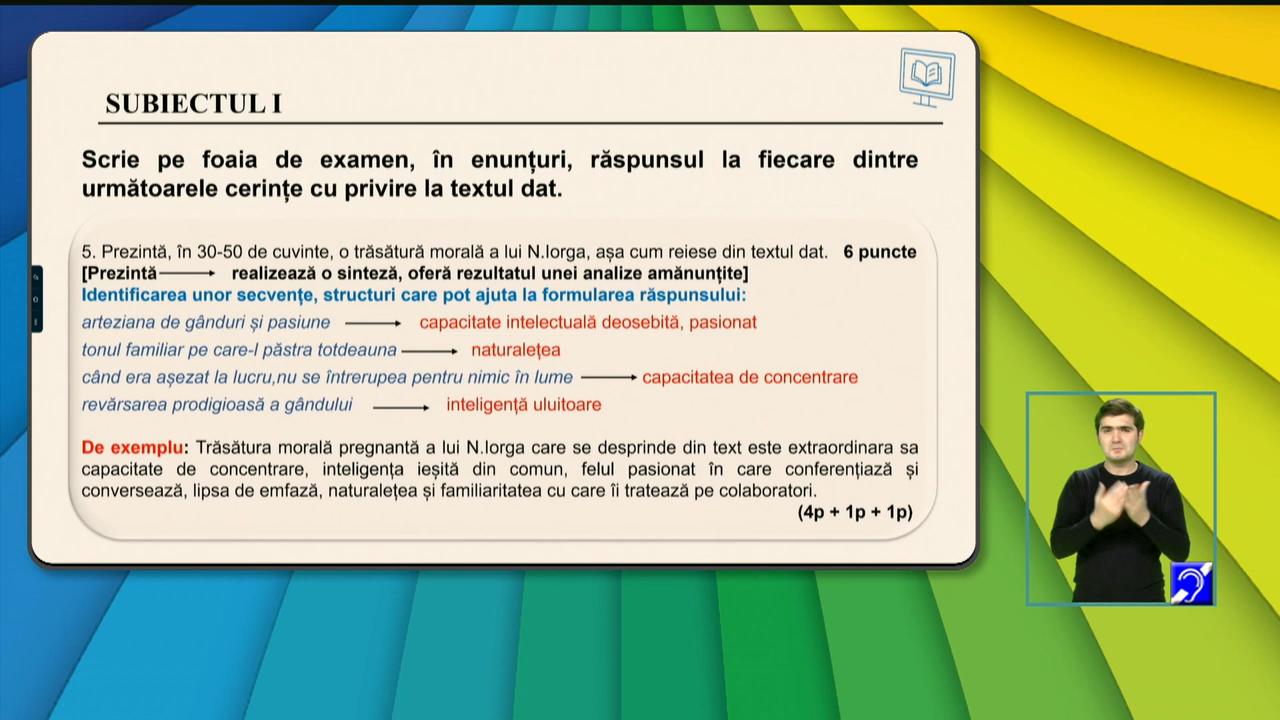 SUBIECTUL I
Scrie pe foaia de examen, în enunțuri, răspunsul la fiecare dintre
următoarele cerințe cu privire la textul dat.
5. Prezintă, în 30-50 de cuvinte, o trăsătură morală a lui N.Iorga, așa cum reiese din textul dat. 6 puncte
[Prezintă → realizează o sinteză, oferă rezultatul unei analize amănunțite]
Identificarea unor secvențe, structuri care pot ajuta la formularea răspunsului:
arteziana de gânduri și pasiune → capacitate intelectuală deosebită, pasionat
tonul familiar pe care-l păstra totdeauna → naturalețea
când era așezat la lucru,nu se întrerupea pentru nimic în lume → capacitatea de concentrare
revărsarea prodigioasă a gândului → inteligență uluitoare
De exemplu: Trăsătura morală pregnantă a lui N.Iorga care se desprinde din text este extraordinara sa
capacitate de concentrare, inteligența ieșită din comun, felul pasionat în care conferențiază și
conversează, lipsa de emfază, naturalețea și familiaritatea cu care îi tratează pe colaboratori.
(4p + 1p + 1p)